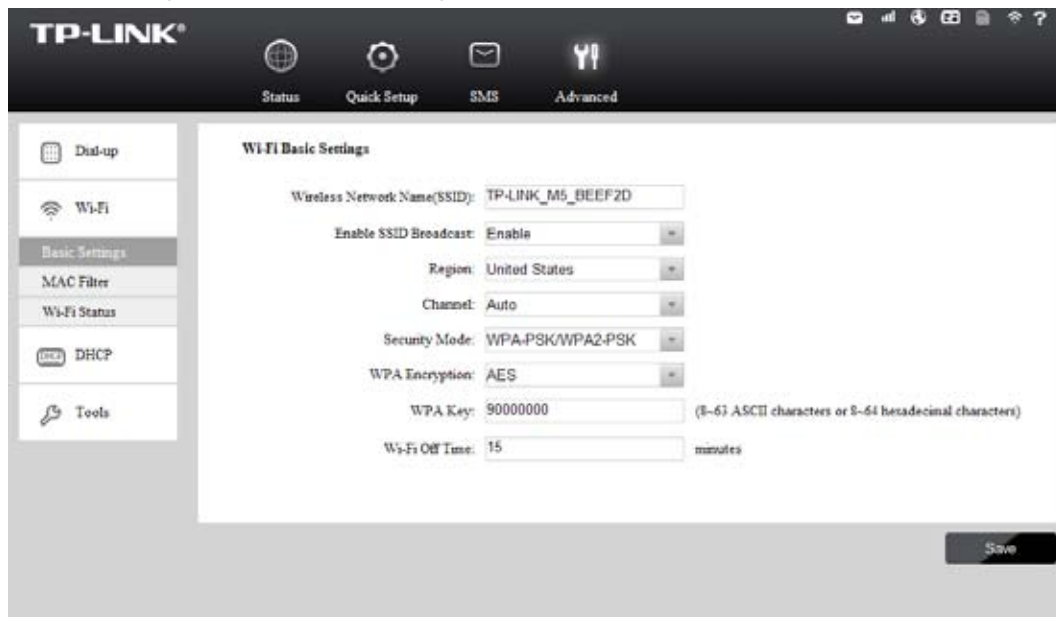 TP-LINK®
Status Quick Setup SMS Advanced
Dial-up
Wi-Fi
Basic Settings
MAC Filter
Wi-Fi Status
DHCP
Tools
Wi-Fi Basic Settings
Wireless Network Name(SSID): TP-LINK_M5_BEEF2D
Enable SSID Broadcast: Enable
Region: United States
Channel: Auto
Security Mode: WPA-PSK/WPA2-PSK
WPA Encryption: AES
WPA Key: 90000000 (8~63 ASCII characters or 8~64 hexadecimal characters)
Wi-Fi Off Time: 15 minutes
Save